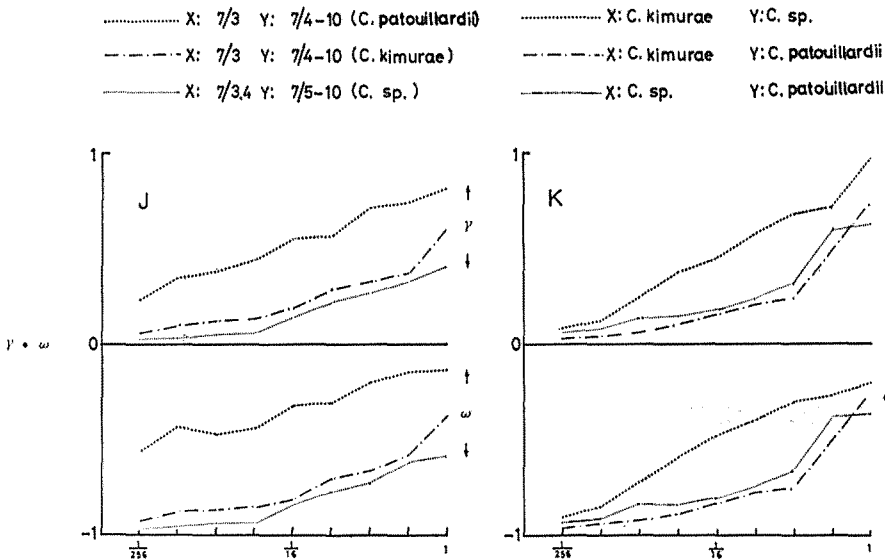 X: 7/3 Y: 7/4-10 (C. patouillardii)
X: 7/3 Y: 7/4-10 (C. kimurae)
X: 7/3,4 Y: 7/5-10 (C. sp.)
X: C. kimurae Y: C. sp.
X: C. kimurae Y: C. patouillardii
X: C. sp. Y: C. patouillardii
1
J
γ
0
γ • ω
ω
-1
1/256
1/16
1
1
K
0
-1
1/256
1/16
1